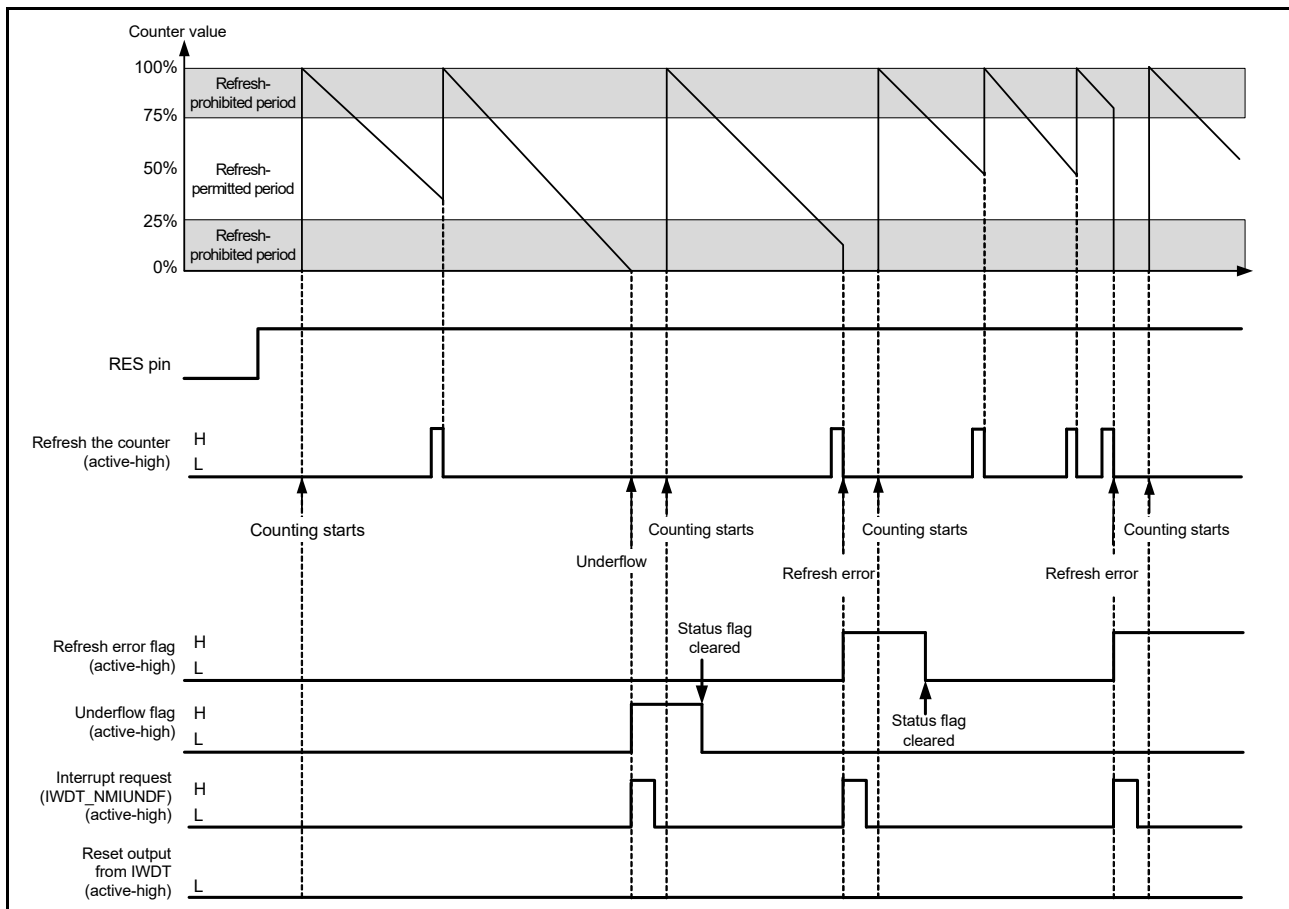 Counter value
100%
Refresh-
prohibited period
75%
50%
Refresh-
permitted period
25%
Refresh-
prohibited period
0%
RES pin
Refresh the counter
(active-high)
H
L
Counting starts
Counting starts
Counting starts
Counting starts
Underflow
Refresh error
Refresh error
Refresh error flag
(active-high)
H
L
Status flag
cleared
Underflow flag
(active-high)
H
L
Status flag
cleared
Interrupt request
(IWDT_NMIUNDF)
(active-high)
H
L
Reset output
from IWDT
(active-high)
L